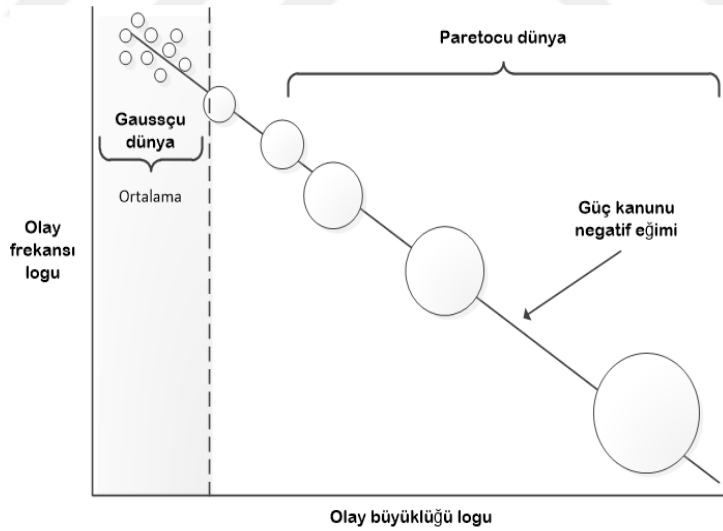 Paretocu dünya
Gaussçu
dünya
Ortalama
Olay
frekansı
logu
Güç kanunu
negatif eğimi
Olay büyüklüğü logu